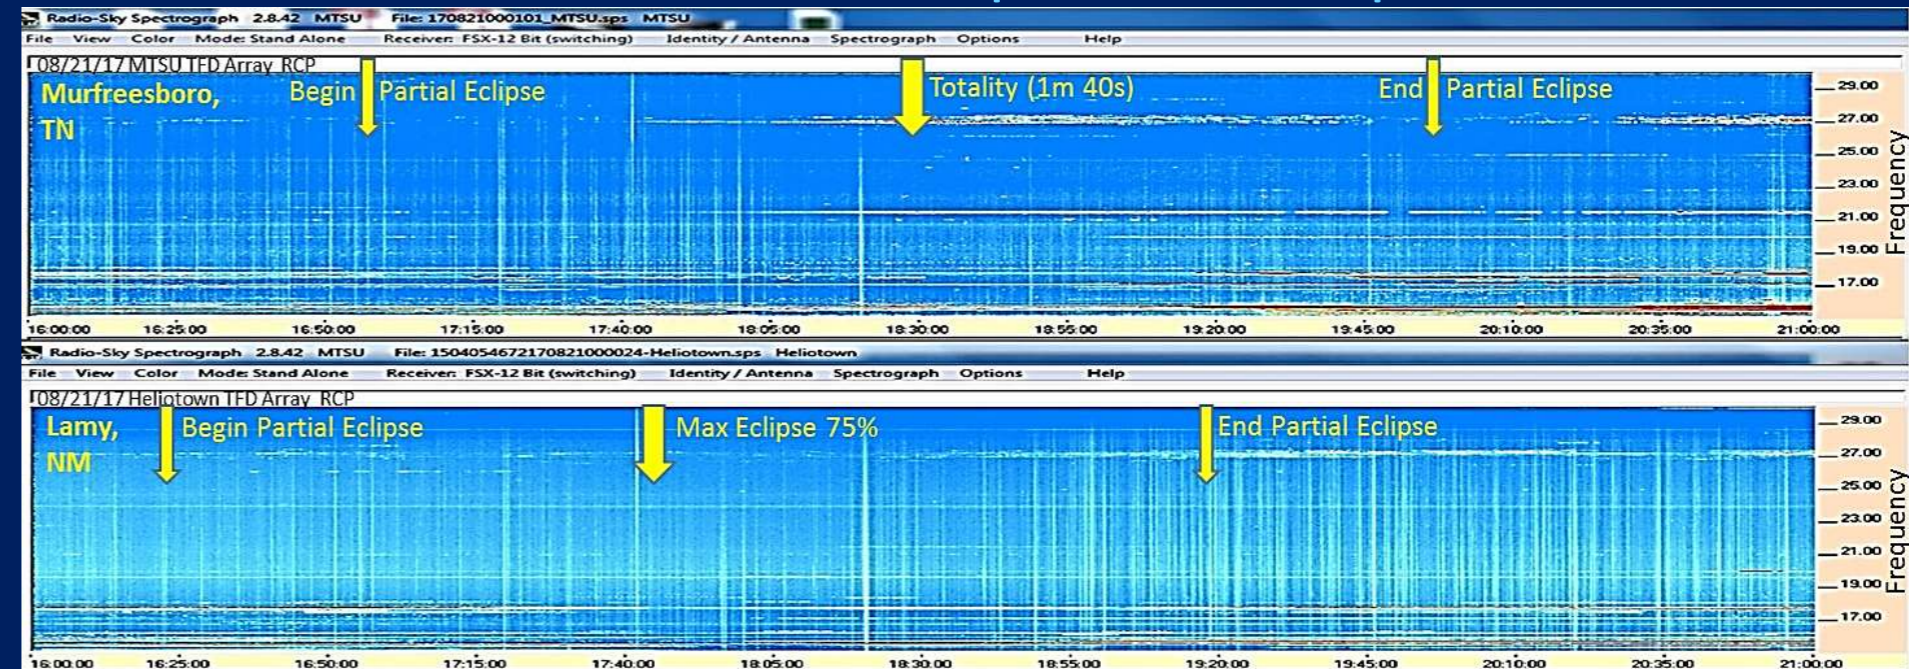 Radio-Sky Spectrograph 2.8.42 MTSU File: 170821000101_MTSU.sps MTSU
File View Color Mode: Stand Alone Receiver: FSX-12 Bit (switching) Identity / Antenna Spectrograph Options Help
08/21/17 MTSU TFD Array RCP
Murfreesboro, TN
Begin Partial Eclipse
Totality (1m 40s)
End Partial Eclipse
29.00
27.00
25.00
23.00
21.00
19.00
17.00
Frequency
16:00:00 16:25:00 16:50:00 17:15:00 17:40:00 18:05:00 18:30:00 18:55:00 19:20:00 19:45:00 20:10:00 20:35:00 21:00:00
Radio-Sky Spectrograph 2.8.42 MTSU File: 1504054672170821000024-Heliotown.sps Heliotown
File View Color Mode: Stand Alone Receiver: FSX-12 Bit (switching) Identity / Antenna Spectrograph Options Help
08/21/17 Heliotown TFD Array RCP
Lamy, NM
Begin Partial Eclipse
Max Eclipse 75%
End Partial Eclipse
29.00
27.00
25.00
23.00
21.00
19.00
17.00
Frequency
16:00:00 16:25:00 16:50:00 17:15:00 17:40:00 18:05:00 18:30:00 18:55:00 19:20:00 19:45:00 20:10:00 20:35:00 21:00:00